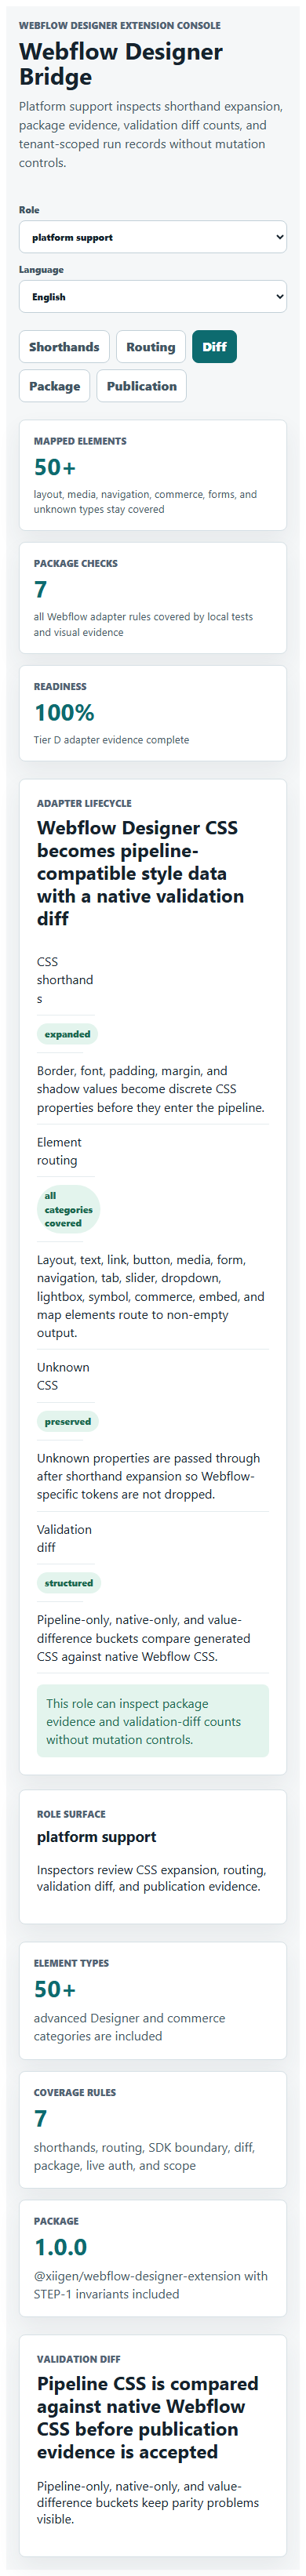 WEBFLOW DESIGNER EXTENSION CONSOLE
Webflow Designer
Bridge
Platform support inspects shorthand expansion,
package evidence, validation diff counts, and
tenant-scoped run records without mutation
controls.
Role
platform support
Language
English
Shorthands
Routing
Diff
Package
Publication
MAPPED ELEMENTS
50+
layout, media, navigation, commerce, forms, and
unknown types stay covered
PACKAGE CHECKS
7
all Webflow adapter rules covered by local tests
and visual evidence
READINESS
100%
Tier D adapter evidence complete
ADAPTER LIFECYCLE
Webflow Designer CSS
becomes pipeline-
compatible style data
with a native validation
diff
CSS
shorthand
s
expanded
Border, font, padding, margin, and
shadow values become discrete CSS
properties before they enter the pipeline.
Element
routing
all
categories
covered
Layout, text, link, button, media, form,
navigation, tab, slider, dropdown,
lightbox, symbol, commerce, embed, and
map elements route to non-empty
output.
Unknown
CSS
preserved
Unknown properties are passed through
after shorthand expansion so Webflow-
specific tokens are not dropped.
Validation
diff
structured
Pipeline-only, native-only, and value-
difference buckets compare generated
CSS against native Webflow CSS.
This role can inspect package
evidence and validation-diff counts
without mutation controls.
ROLE SURFACE
platform support
Inspectors review CSS expansion, routing,
validation diff, and publication evidence.
ELEMENT TYPES
50+
advanced Designer and commerce
categories are included
COVERAGE RULES
7
shorthands, routing, SDK boundary, diff,
package, live auth, and scope
PACKAGE
1.0.0
@xiigen/webflow-designer-extension with
STEP-1 invariants included
VALIDATION DIFF
Pipeline CSS is compared
against native Webflow
CSS before publication
evidence is accepted
Pipeline-only, native-only, and value-
difference buckets keep parity problems
visible.